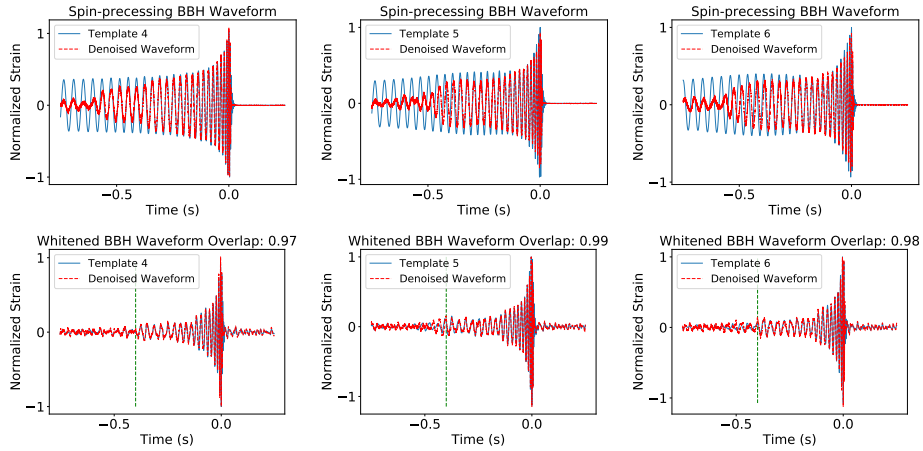 Spin-precessing BBH Waveform
Normalized Strain
1
0
−1
Template 4
Denoised Waveform
−0.5
0.0
Time (s)
Spin-precessing BBH Waveform
Normalized Strain
1
0
−1
Template 5
Denoised Waveform
−0.5
0.0
Time (s)
Spin-precessing BBH Waveform
Normalized Strain
1
0
−1
Template 6
Denoised Waveform
−0.5
0.0
Time (s)
Whitened BBH Waveform Overlap: 0.97
Normalized Strain
1
0
−1
Template 4
Denoised Waveform
−0.5
0.0
Time (s)
Whitened BBH Waveform Overlap: 0.99
Normalized Strain
1
0
−1
Template 5
Denoised Waveform
−0.5
0.0
Time (s)
Whitened BBH Waveform Overlap: 0.98
Normalized Strain
1
0
−1
Template 6
Denoised Waveform
−0.5
0.0
Time (s)